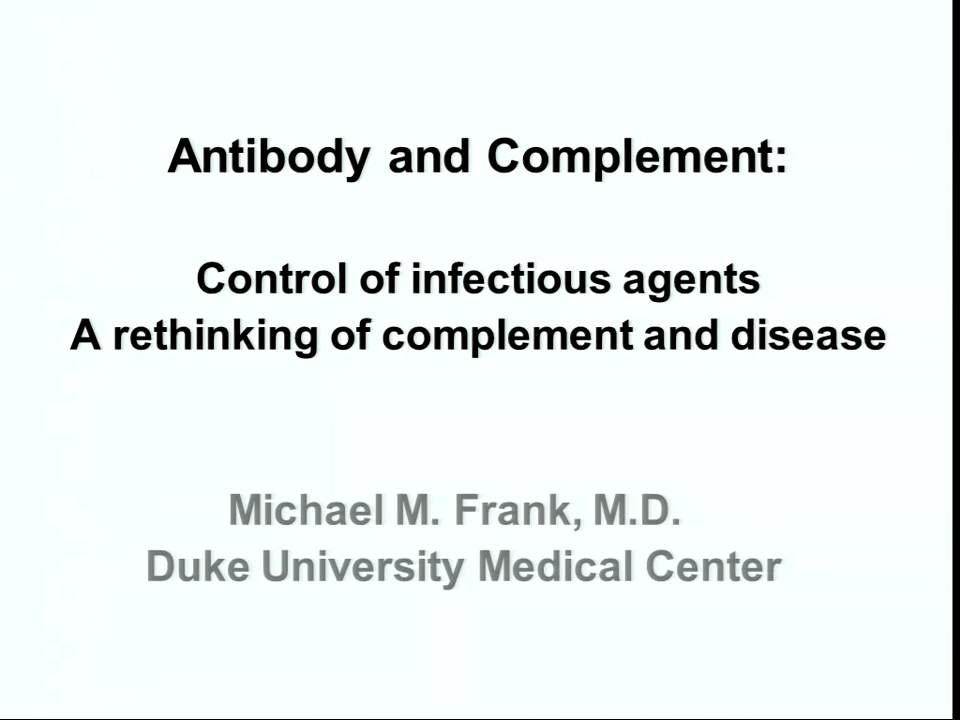 Antibody and Complement:
Control of infectious agents
A rethinking of complement and disease
Michael M. Frank, M.D.
Duke University Medical Center